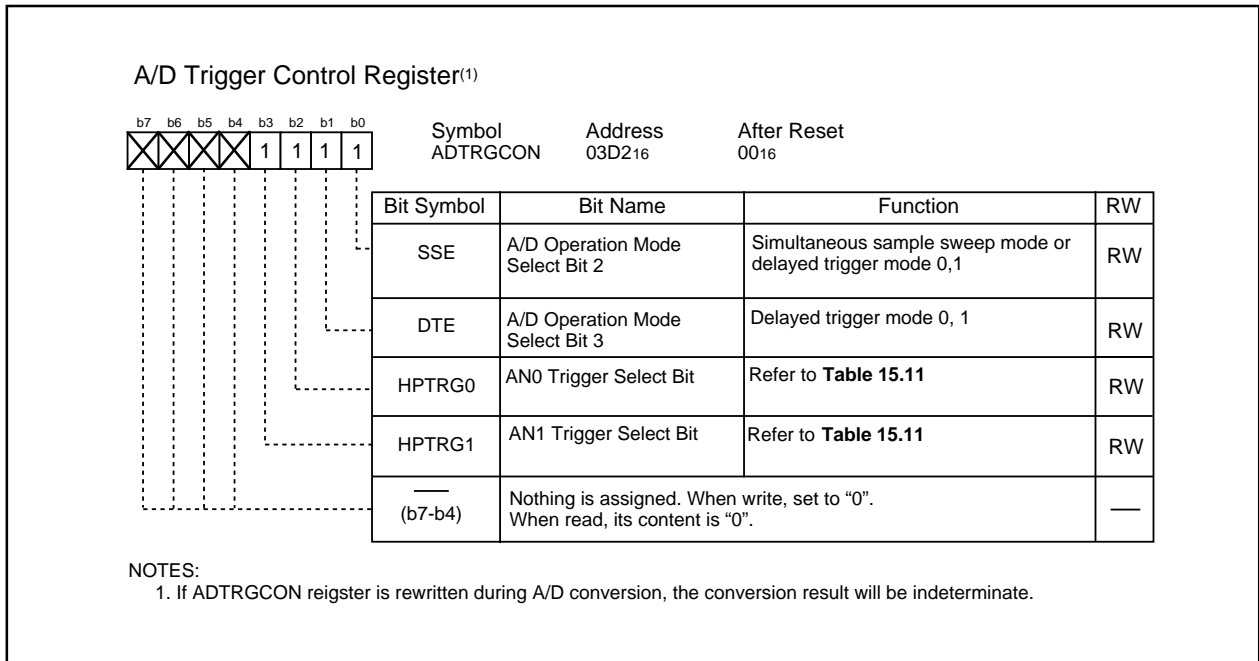 A/D Trigger Control Register(1)
b7 b6 b5 b4 b3 b2 b1 b0
1 1 1 1
Symbol Address After Reset
ADTRGCON 03D216 0016
Bit Symbol Bit Name Function RW
SSE A/D Operation Mode Select Bit 2 Simultaneous sample sweep mode or delayed trigger mode 0,1 RW
DTE A/D Operation Mode Select Bit 3 Delayed trigger mode 0, 1 RW
HPTRG0 AN0 Trigger Select Bit Refer to Table 15.11 RW
HPTRG1 AN1 Trigger Select Bit Refer to Table 15.11 RW
(b7-b4) Nothing is assigned. When write, set to “0”.
When read, its content is “0”. —
NOTES:
1. If ADTRGCON reigster is rewritten during A/D conversion, the conversion result will be indeterminate.